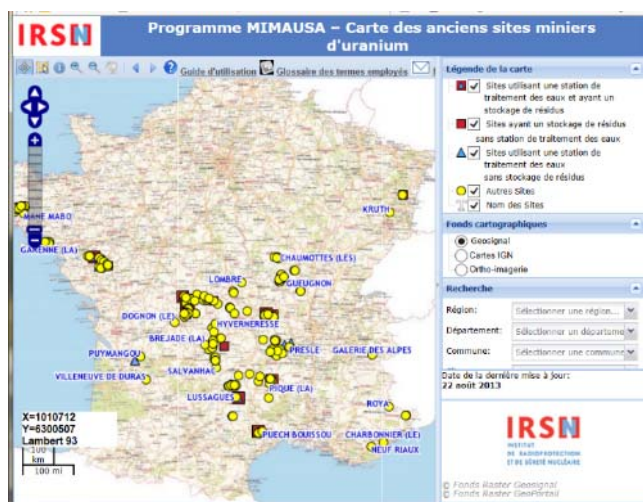 IRSN
Programme MIMAUSA – Carte des anciens sites miniers
d'uranium
Guide d'utilisation
Glossaire des termes employés
Légende de la carte
Sites utilisant une station de
traitement des eaux et ayant un
stockage de résidus
Sites ayant un stockage de résidus
sans station de traitement des eaux
Sites utilisant une station de
traitement des eaux
sans stockage de résidus
Autres Sites
Nom des Sites
Fonds cartographiques
Geosignal
Cartes IGN
Ortho-imagerie
Recherche
Région:
Sélectionner une région...
Département:
Sélectionner un départeme
Commune:
Sélectionner une commune
Date de la dernière mise à jour:
22 août 2013
IRSN
INSTITUT
DE RADIOPROTECTION
ET DE SÛRETÉ NUCLÉAIRE
© Fonds Raster Geosignal
© Fonds Raster GeoPortail
KRUTH
MANE MABO
GARENNE (LA)
CHAUMOTTES (LES)
LOMBRE
GUEUGNON
DOGNON (LE)
HYVERNERESSE
BREJADE (LA)
PRESLE
GALERIE DES ALPES
PUYMANGOU
SALVANHAC
VILLENEUVE DE DURAS
LUSSAGUES
PIQUE (LA)
ROYA
PUECH BOUISSOU
CHARBONNIER (LE)
NEUF RIAUX
X=1010712
Y=6300507
Lambert 93
100
km
100 mi